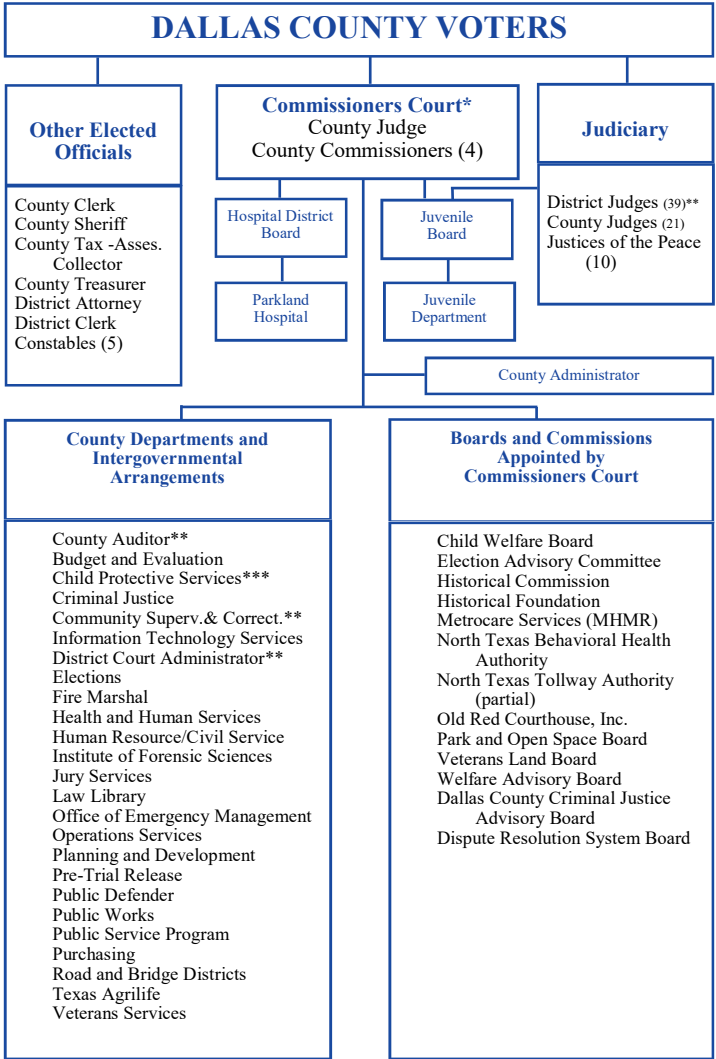 DALLAS COUNTY VOTERS
Other Elected
Officials
County Clerk
County Sheriff
County Tax -Asses.
Collector
County Treasurer
District Attorney
District Clerk
Constables (5)
Commissioners Court*
County Judge
County Commissioners (4)
Judiciary
District Judges (39)**
County Judges (21)
Justices of the Peace
(10)
Hospital District
Board
Juvenile
Board
Parkland
Hospital
Juvenile
Department
County Administrator
County Departments and
Intergovernmental
Arrangements
County Auditor**
Budget and Evaluation
Child Protective Services***
Criminal Justice
Community Superv.& Correct.**
Information Technology Services
District Court Administrator**
Elections
Fire Marshal
Health and Human Services
Human Resource/Civil Service
Institute of Forensic Sciences
Jury Services
Law Library
Office of Emergency Management
Operations Services
Planning and Development
Pre-Trial Release
Public Defender
Public Works
Public Service Program
Purchasing
Road and Bridge Districts
Texas Agrilife
Veterans Services
Boards and Commissions
Appointed by
Commissioners Court
Child Welfare Board
Election Advisory Committee
Historical Commission
Historical Foundation
Metrocare Services (MHMR)
North Texas Behavioral Health
Authority
North Texas Tollway Authority
(partial)
Old Red Courthouse, Inc.
Park and Open Space Board
Veterans Land Board
Welfare Advisory Board
Dallas County Criminal Justice
Advisory Board
Dispute Resolution System Board